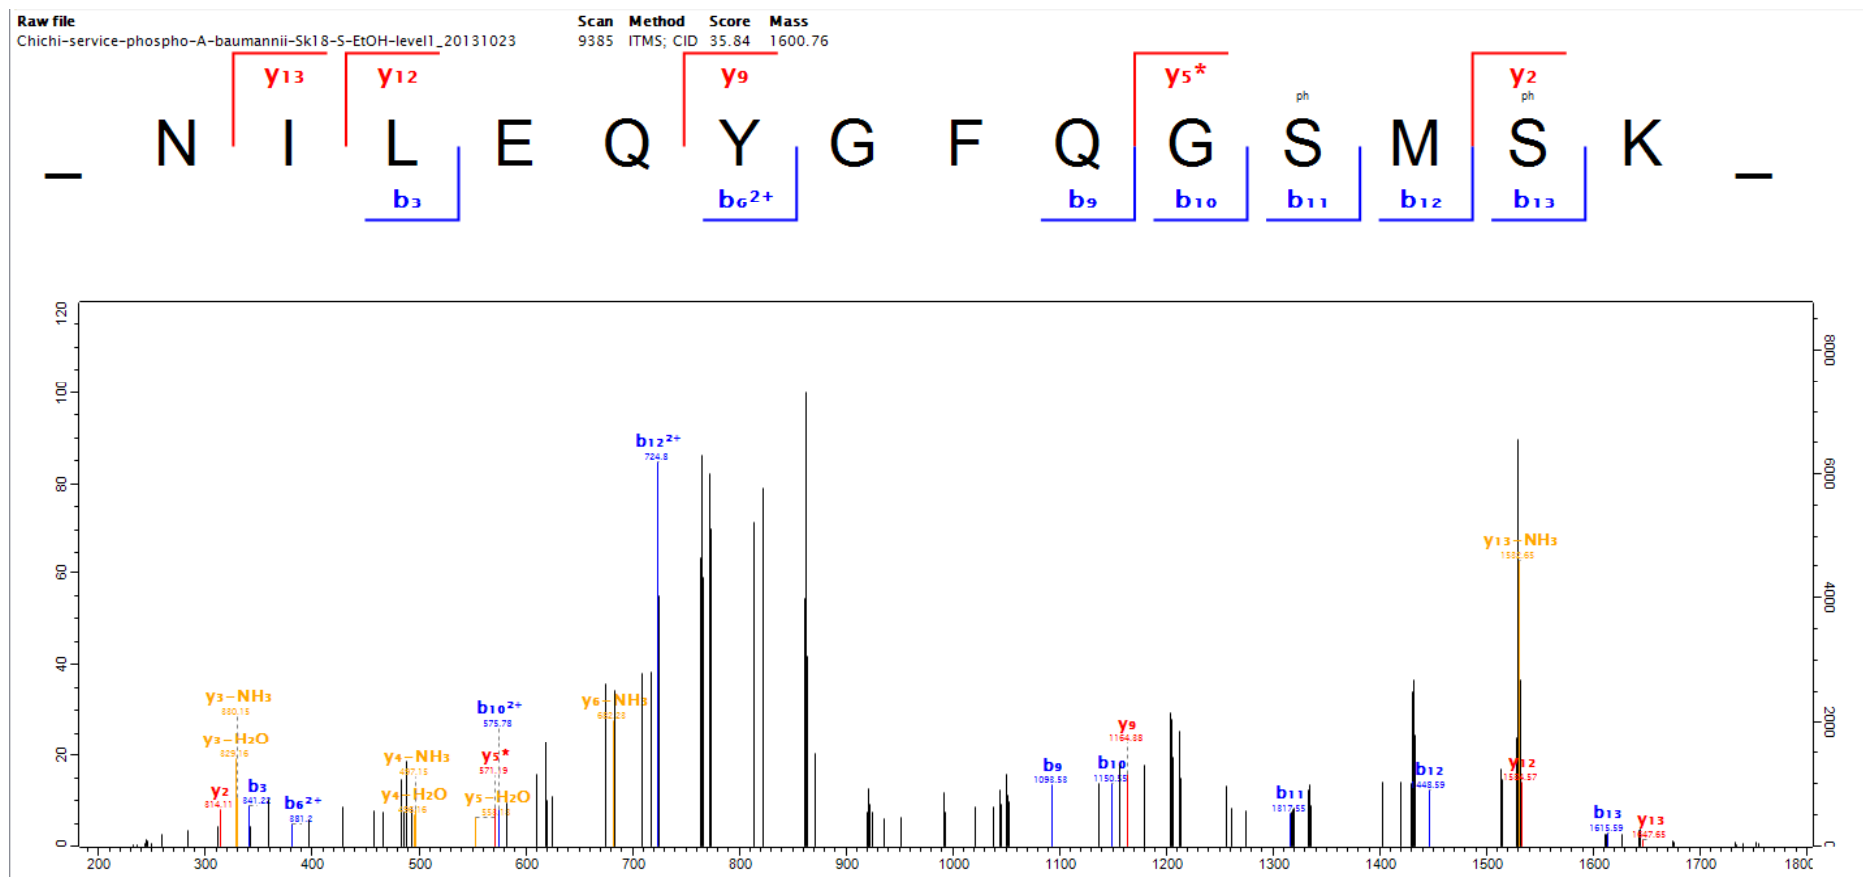 Raw file Scan Method Score Mass
Chichi-service-phospho-A-baumannii-Sk18-S-EtOH-level1_20131023 9385 ITMS; CID 35.84 1600.76
y13 y12 y9 y5* y2
ph ph
_ N I L E Q Y G F Q G S M S K _
b3 b6²⁺ b9 b10 b11 b12 b13
120
100
80
60
40
20
0
8000
6000
4000
2000
0
b12²⁺
724.8
y13-NH3
y3-NH3
y3-H2O
y2
b3
b6²⁺
y4-NH3
y4-H2O
b10²⁺
575.78
y5*
571.19
y5-H2O
y6-NH3
y9
b9
b10
b11
b12
y12
b13
1615.59
y13
200 300 400 500 600 700 800 900 1000 1100 1200 1300 1400 1500 1600 1700 1800